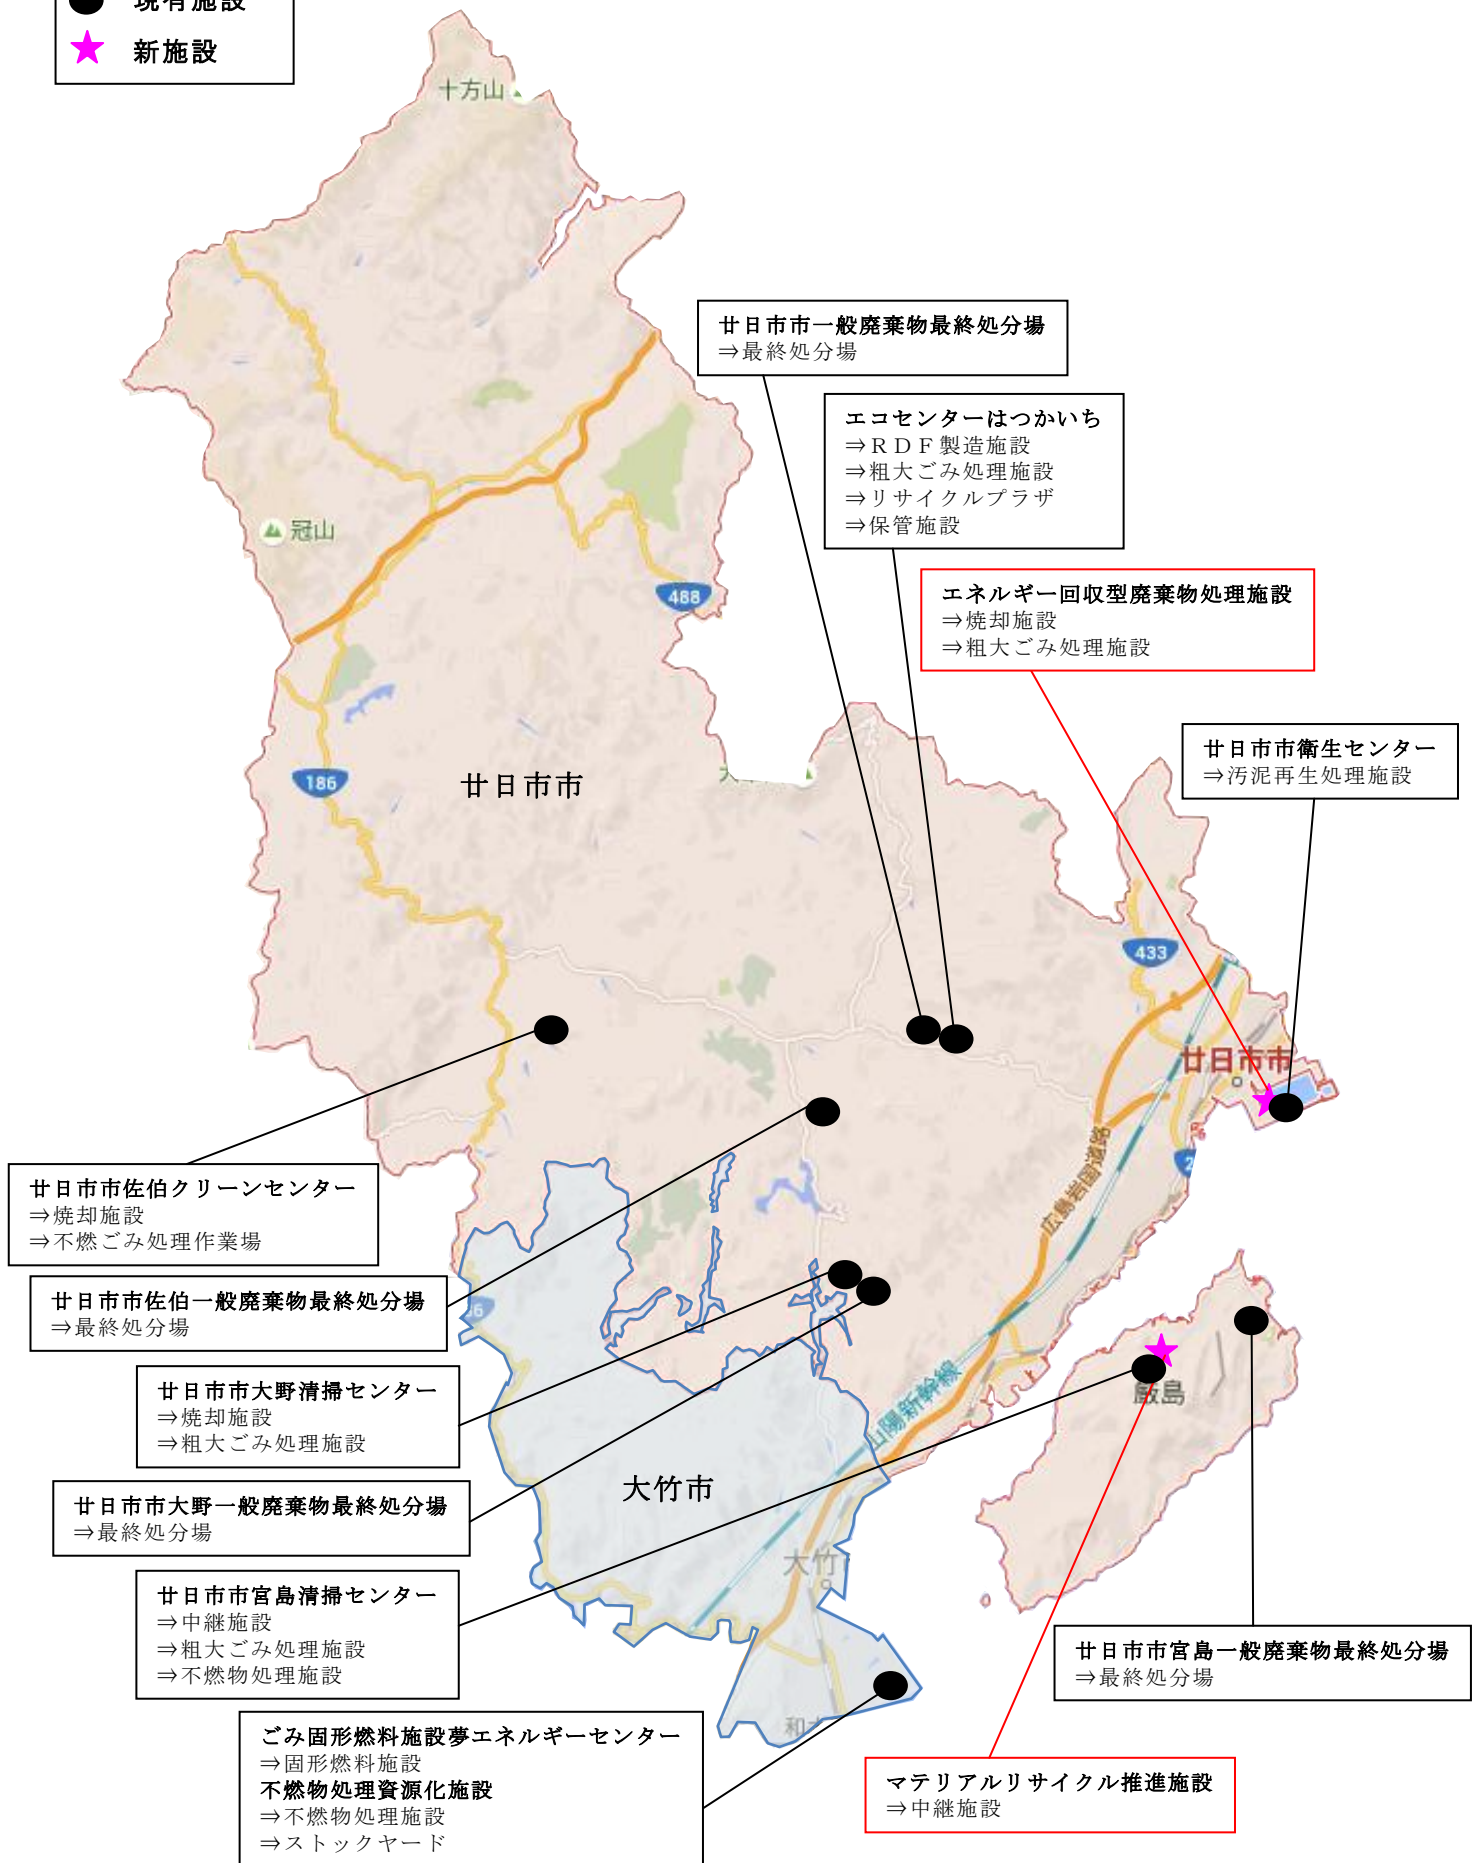 現有施設
新施設
十方山
廿日市市一般廃棄物最終処分場
⇒最終処分場
エコセンターはつかいち
⇒ＲＤＦ製造施設
⇒粗大ごみ処理施設
⇒リサイクルプラザ
⇒保管施設
冠山
488
エネルギー回収型廃棄物処理施設
⇒焼却施設
⇒粗大ごみ処理施設
廿日市市衛生センター
⇒汚泥再生処理施設
186
廿日市市
433
廿日市市
広島岩国道路
2
廿日市市佐伯クリーンセンター
⇒焼却施設
⇒不燃ごみ処理作業場
廿日市市佐伯一般廃棄物最終処分場
⇒最終処分場
廿日市市大野清掃センター
⇒焼却施設
⇒粗大ごみ処理施設
厳島
山陽新幹線
大竹市
廿日市市大野一般廃棄物最終処分場
⇒最終処分場
大竹
廿日市市宮島清掃センター
⇒中継施設
⇒粗大ごみ処理施設
⇒不燃物処理施設
廿日市市宮島一般廃棄物最終処分場
⇒最終処分場
和
ごみ固形燃料施設夢エネルギーセンター
⇒固形燃料施設
不燃物処理資源化施設
⇒不燃物処理施設
⇒ストックヤード
マテリアルリサイクル推進施設
⇒中継施設